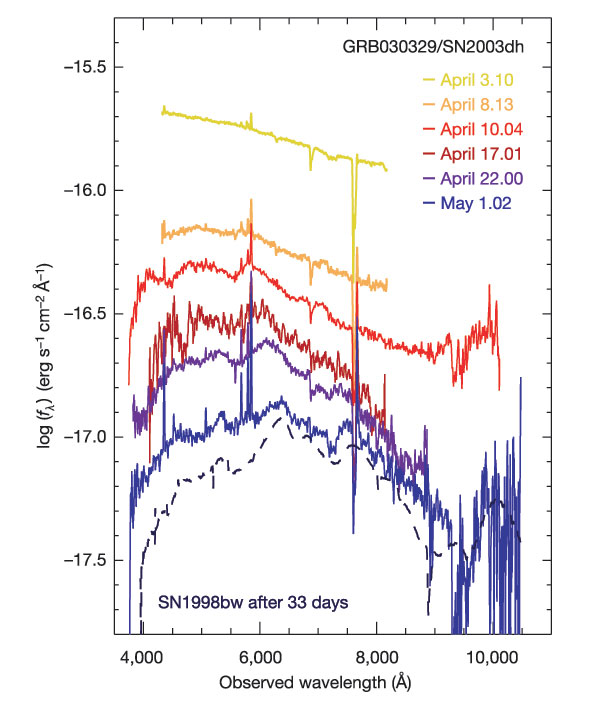 GRB030329/SN2003dh
April 3.10
April 8.13
April 10.04
April 17.01
April 22.00
May 1.02
−15.5
−16.0
−16.5
−17.0
−17.5
log (fλ) (erg s−1 cm−2 Å−1)
SN1998bw after 33 days
4,000 6,000 8,000 10,000
Observed wavelength (Å)